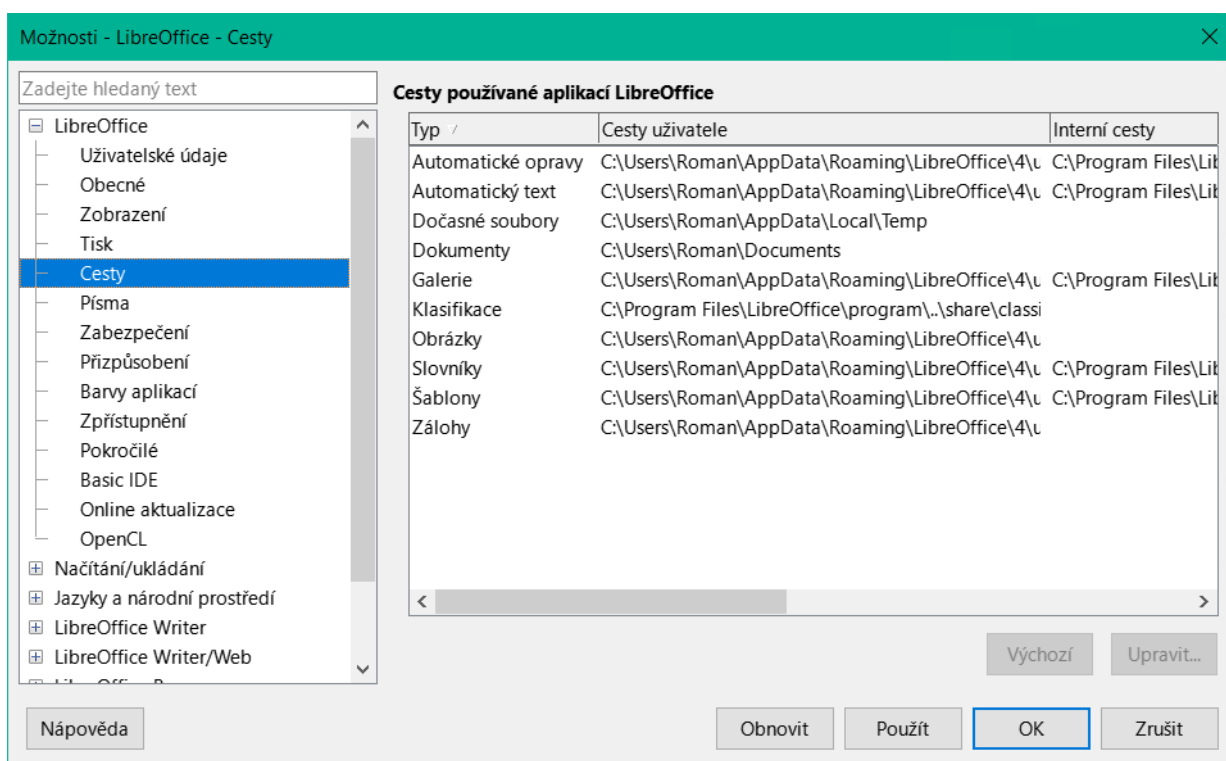 Možnosti - LibreOffice - Cesty
Zadejte hledaný text
LibreOffice
Uživatelské údaje
Obecné
Zobrazení
Tisk
Cesty
Písma
Zabezpečení
Přizpůsobení
Barvy aplikací
Zpřístupnění
Pokročilé
Basic IDE
Online aktualizace
OpenCL
Načítání/ukládání
Jazyky a národní prostředí
LibreOffice Writer
LibreOffice Writer/Web
Cesty používané aplikací LibreOffice
Typ Cesty uživatele Interní cesty
Automatické opravy C:\Users\Roman\AppData\Roaming\LibreOffice\4\u C:\Program Files\Lib
Automatický text C:\Users\Roman\AppData\Roaming\LibreOffice\4\u C:\Program Files\Lib
Dočasné soubory C:\Users\Roman\AppData\Local\Temp
Dokumenty C:\Users\Roman\Documents
Galerie C:\Users\Roman\AppData\Roaming\LibreOffice\4\u C:\Program Files\Lib
Klasifikace C:\Program Files\LibreOffice\program\..\share\classi
Obrázky C:\Users\Roman\AppData\Roaming\LibreOffice\4\u
Slovníky C:\Users\Roman\AppData\Roaming\LibreOffice\4\u C:\Program Files\Lib
Šablony C:\Users\Roman\AppData\Roaming\LibreOffice\4\u C:\Program Files\Lib
Zálohy C:\Users\Roman\AppData\Roaming\LibreOffice\4\u
Výchozí Upravit...
Nápověda Obnovit Použít OK Zrušit